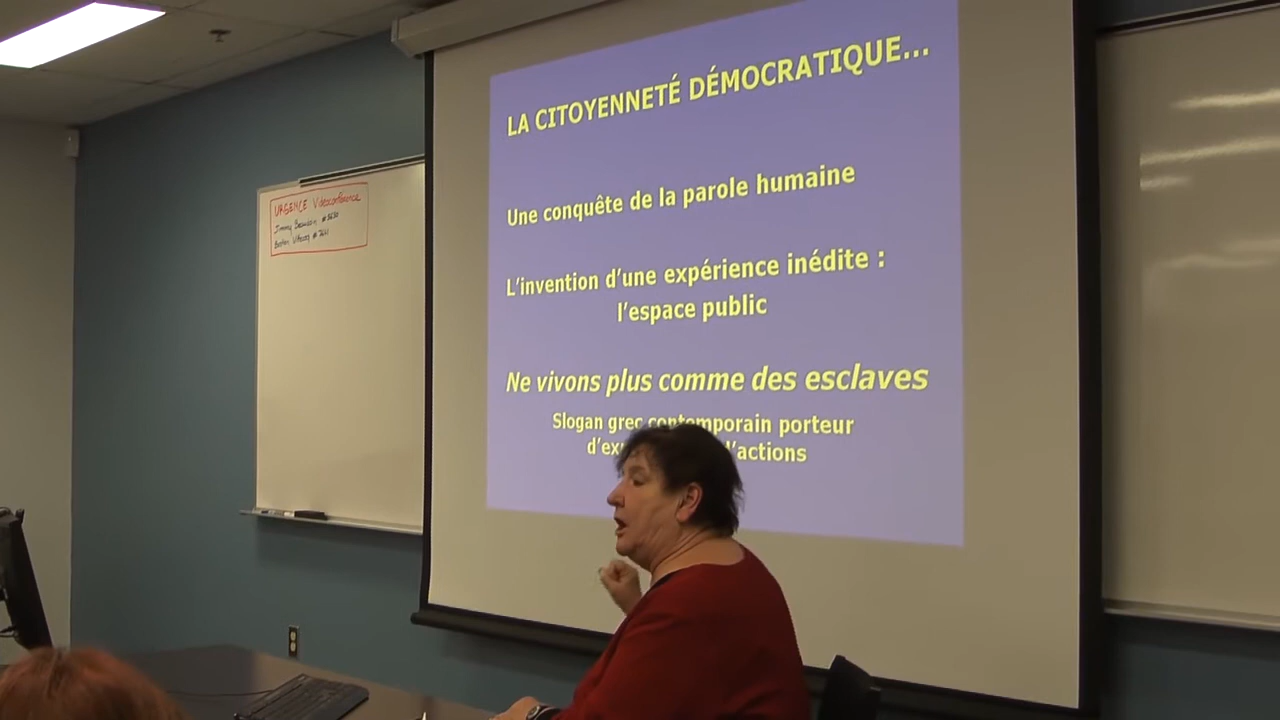 URGENCE Vidéoconférence
Jimmy
LA CITOYENNETÉ DÉMOCRATIQUE...
Une conquête de la parole humaine
L'invention d'une expérience inédite :
l'espace public
Ne vivons plus comme des esclaves
Slogan grec contemporain porteur
l'actions